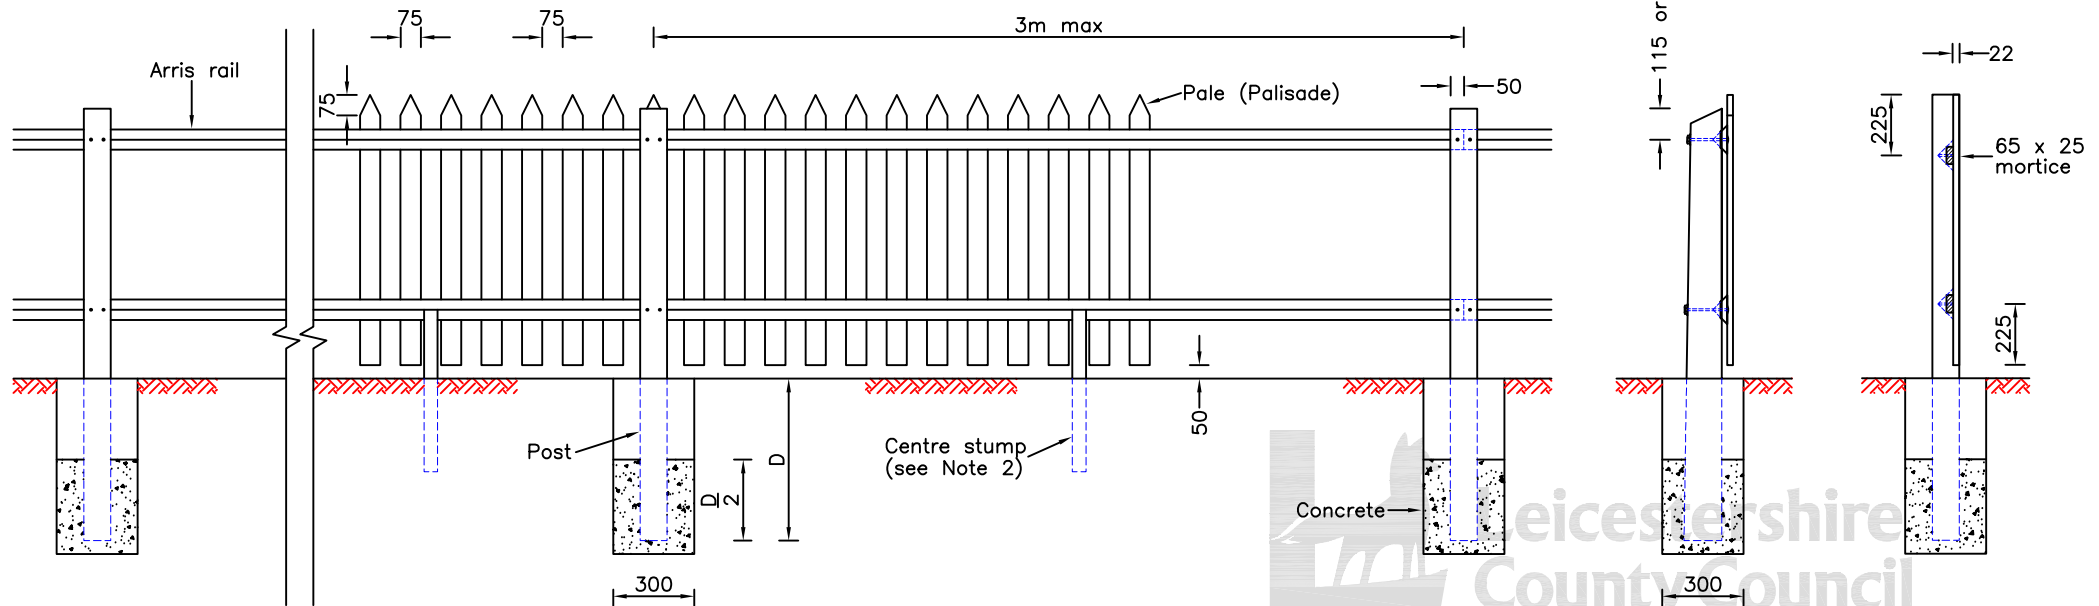 75
75
3m max
115 or
22
Arris rail
75
Pale (Palisade)
50
225
65 x 25
mortice
225
50
Post
D
Centre stump
(see Note 2)
D
2
Concrete
Leicestershire
County Council
300
300